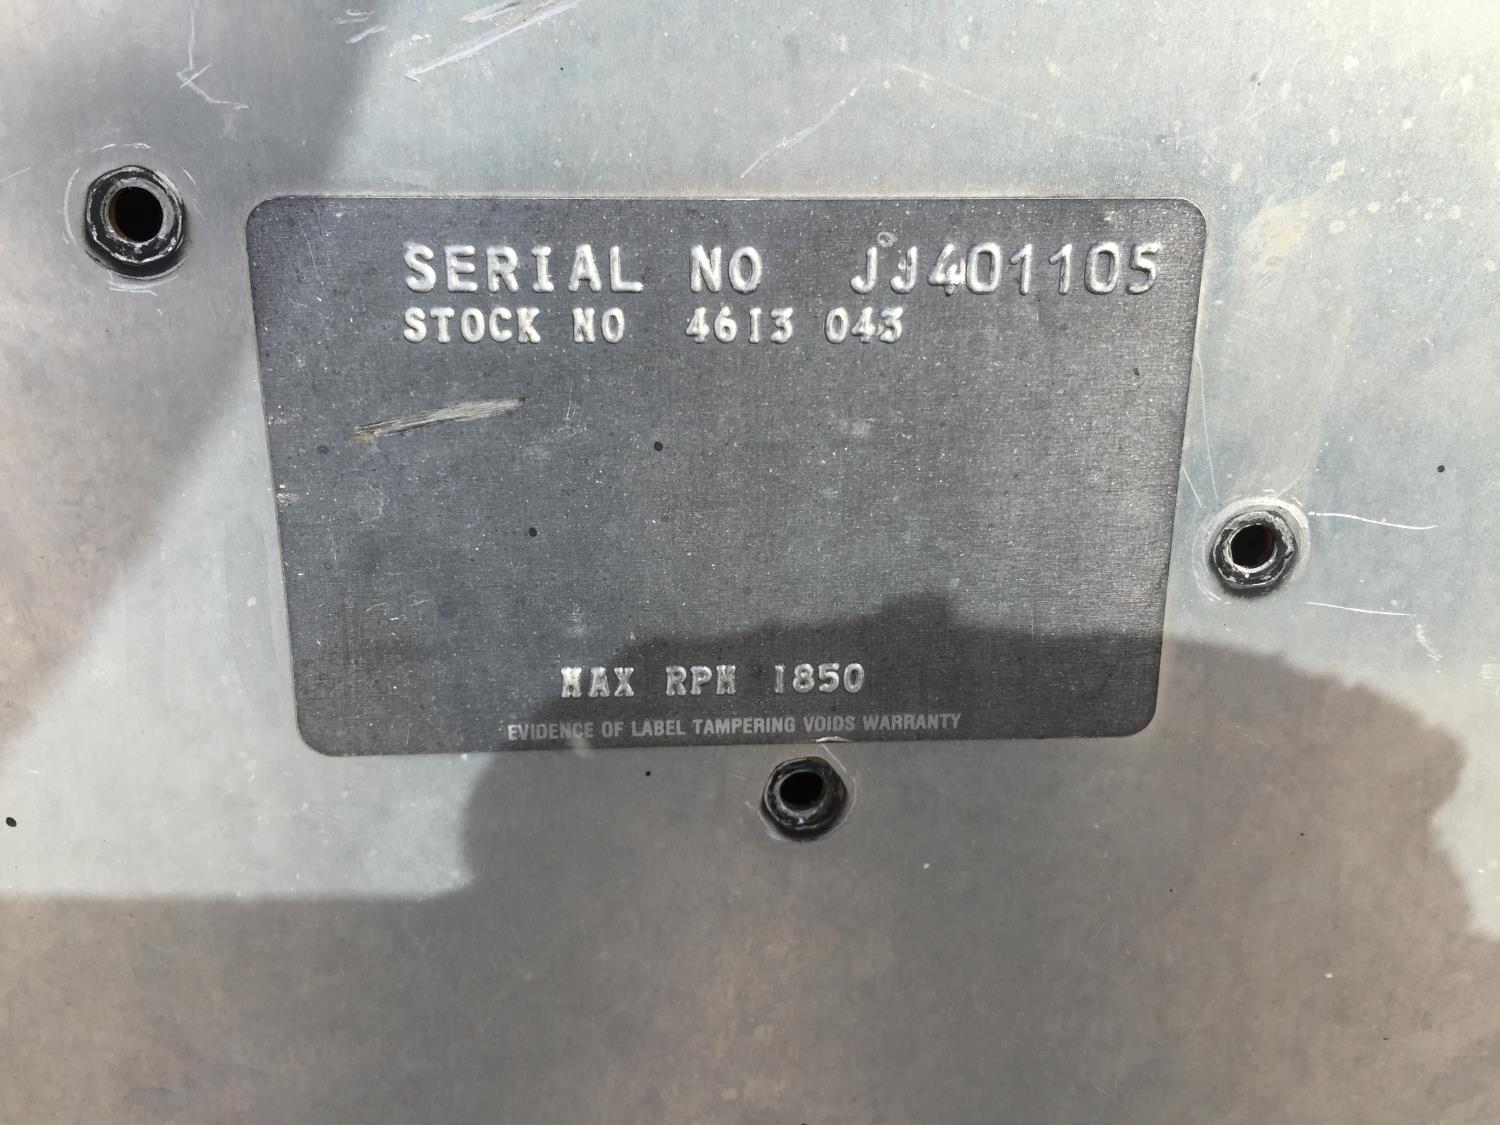 SERIAL NO JJ401105
STOCK NO 4613 043
MAX RPM 1850
EVIDENCE OF LABEL TAMPERING VOIDS WARRANTY